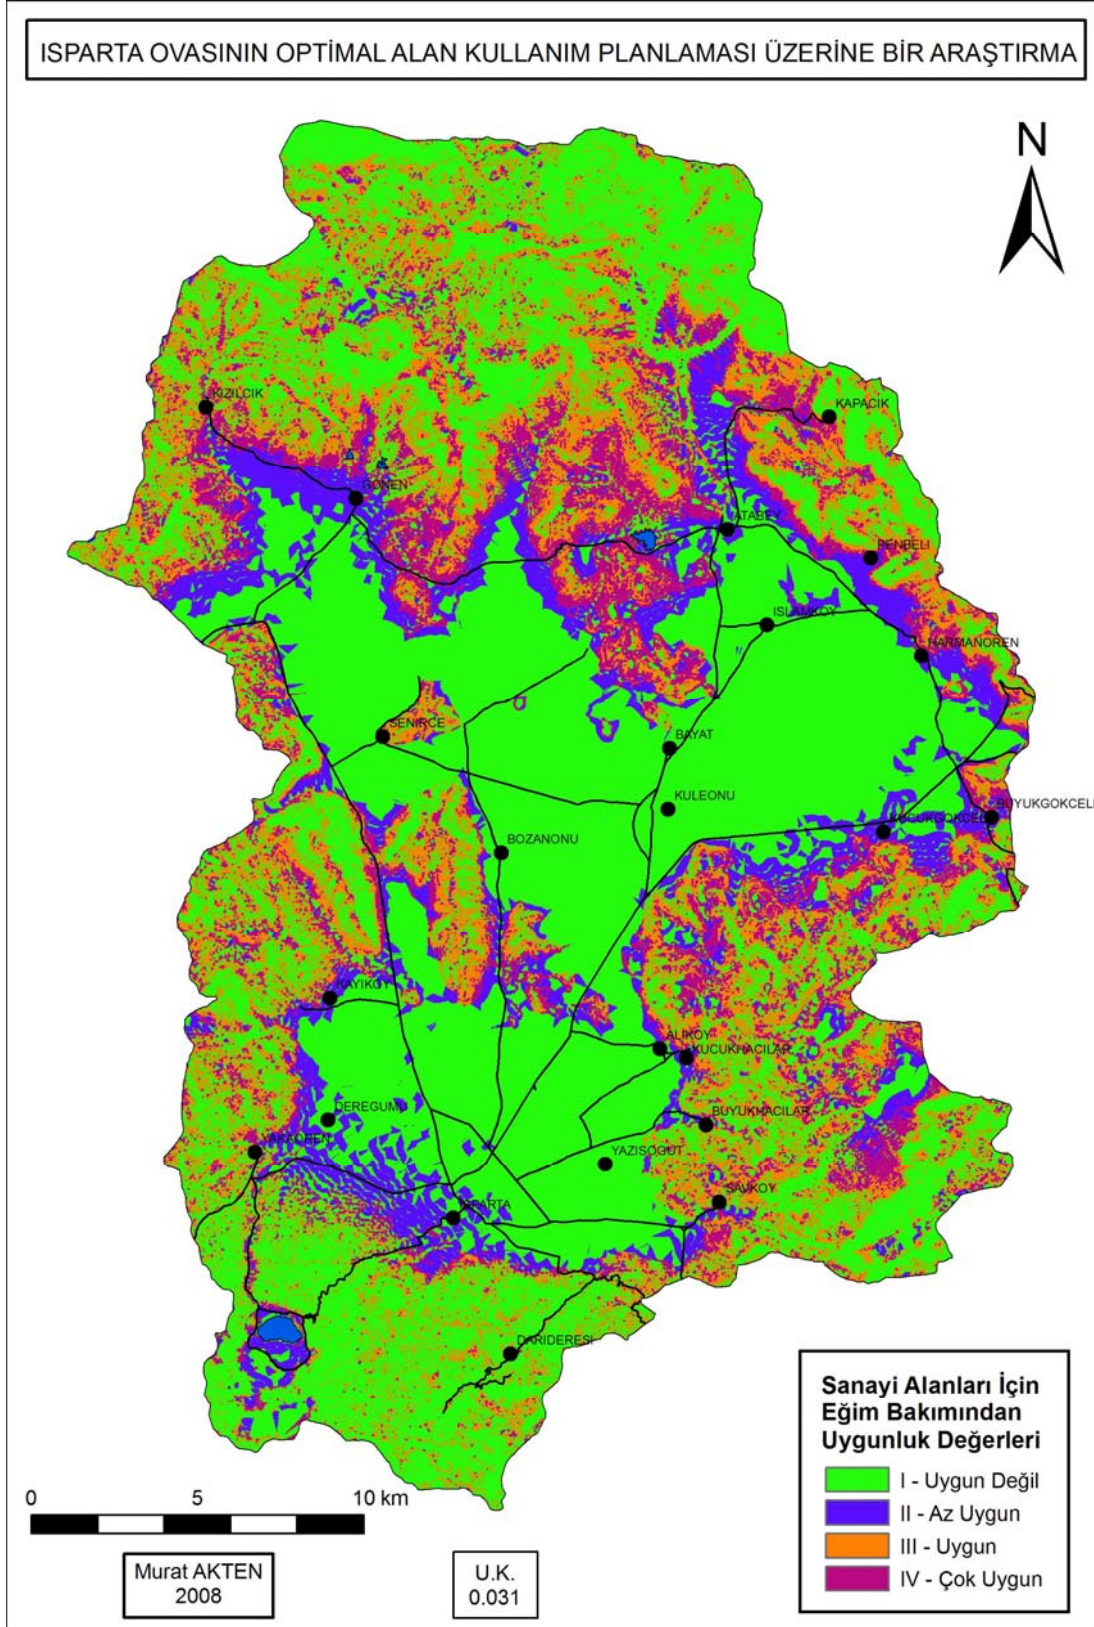 ISPARTA OVASININ OPTİMAL ALAN KULLANIM PLANLAMASI ÜZERİNE BİR ARAŞTIRMA
N
KIZILCIK
KAPACIK
GÖNEN
ATABEY
PENBELI
ISLAMKOY
HARMANOREN
SENIRCE
BAYAT
KULEONU
BUYUKGOKCELI
KUCUKGOKCELI
BOZANONU
KAYIKOY
ALIKOY
KUCUKHACILAR
DEREGUMU
BUYUKHACILAR
YAKAOREN
YAZISOGUT
SAVKOY
ISPARTA
DARIDERESI
Sanayi Alanları İçin
Eğim Bakımından
Uygunluk Değerleri
I - Uygun Değil
II - Az Uygun
III - Uygun
IV - Çok Uygun
0 5 10 km
Murat AKTEN
2008
U.K.
0.031